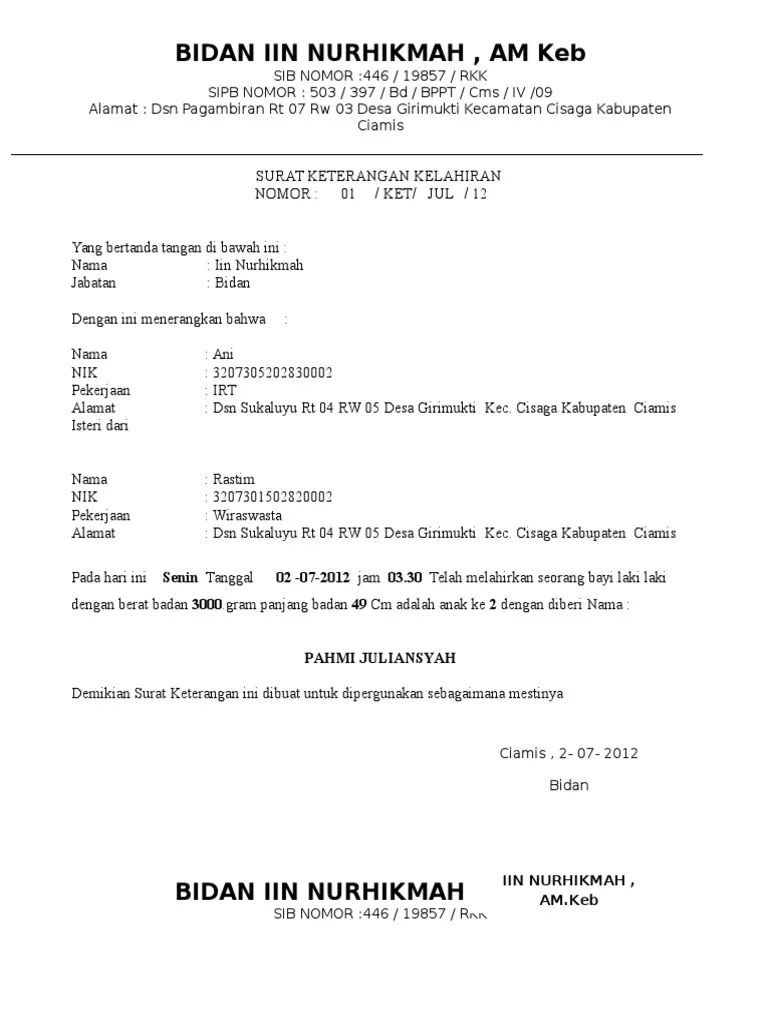 BIDAN IIN NURHIKMAH , AM Keb
SIB NOMOR :446 / 19857 / RKK
SIPB NOMOR : 503 / 397 / Bd / BPPT / Cms / IV /09
Alamat : Dsn Pagambiran Rt 07 Rw 03 Desa Girimukti Kecamatan Cisaga Kabupaten
Ciamis
SURAT KETERANGAN KELAHIRAN
NOMOR : 01 / KET/ JUL / 12
Yang bertanda tangan di bawah ini :
Nama : Iin Nurhikmah
Jabatan : Bidan
Dengan ini menerangkan bahwa :
Nama : Ani
NIK : 3207305202830002
Pekerjaan : IRT
Alamat : Dsn Sukaluyu Rt 04 RW 05 Desa Girimukti Kec. Cisaga Kabupaten Ciamis
Isteri dari
Nama : Rastim
NIK : 3207301502820002
Pekerjaan : Wiraswasta
Alamat : Dsn Sukaluyu Rt 04 RW 05 Desa Girimukti Kec. Cisaga Kabupaten Ciamis
Pada hari ini Senin Tanggal 02 -07-2012 jam 03.30 Telah melahirkan seorang bayi laki laki
dengan berat badan 3000.gram panjang badan 49 Cm adalah anak ke 2 dengan diberi Nama :
PAHMI JULIANSYAH
Demikian Surat Keterangan ini dibuat untuk dipergunakan sebagaimana mestinya
Ciamis , 2- 07- 2012
Bidan
IIN NURHIKMAH ,
AM.Keb
BIDAN IIN NURHIKMAH
SIB NOMOR :446 / 19857 /